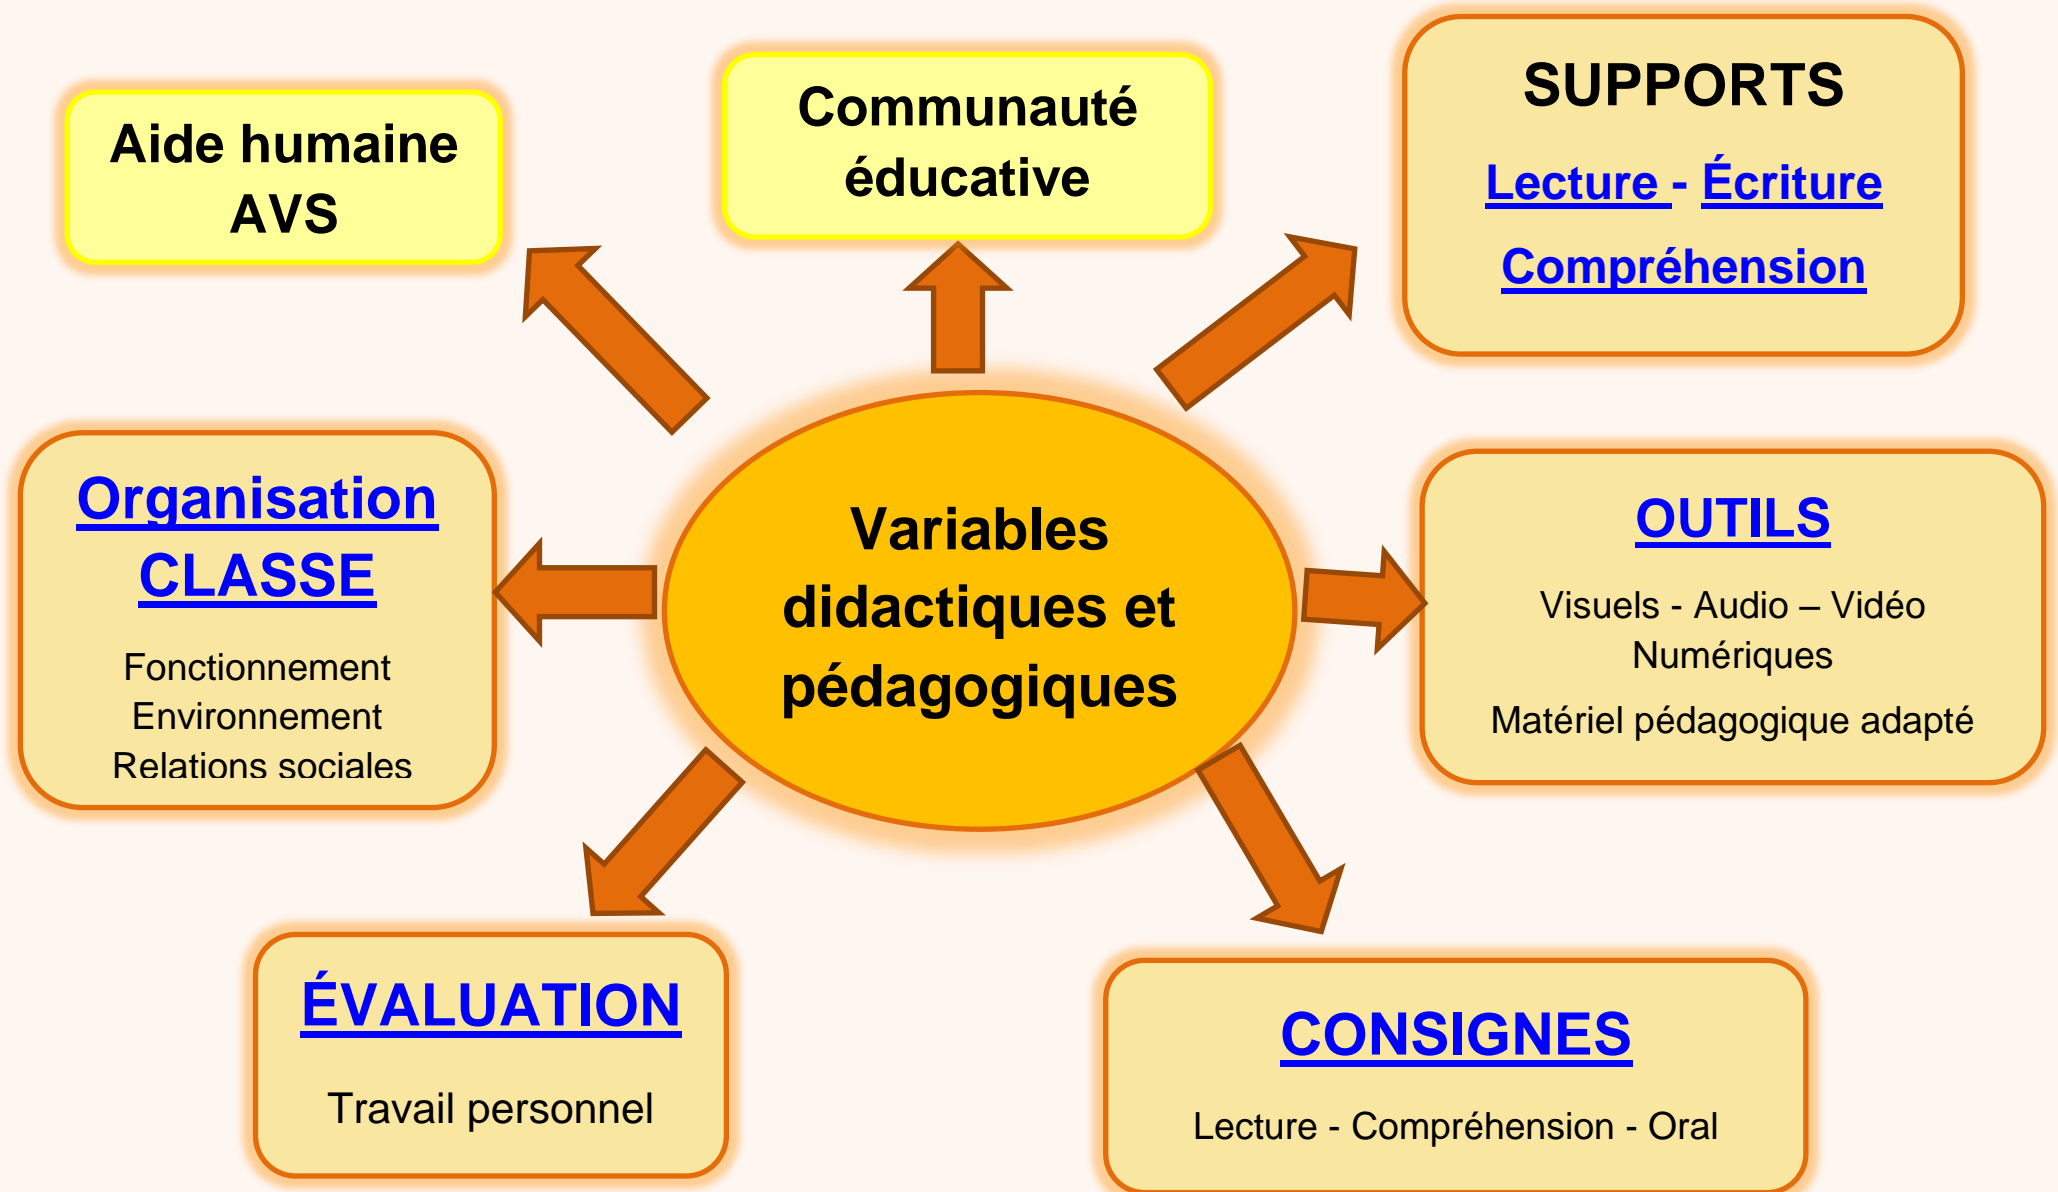 Aide humaine
AVS
Communauté
éducative
SUPPORTS
Lecture - Écriture
Compréhension
Organisation
CLASSE
Fonctionnement
Environnement
Relations sociales
Variables
didactiques et
pédagogiques
OUTILS
Visuels - Audio – Vidéo
Numériques
Matériel pédagogique adapté
ÉVALUATION
Travail personnel
CONSIGNES
Lecture - Compréhension - Oral